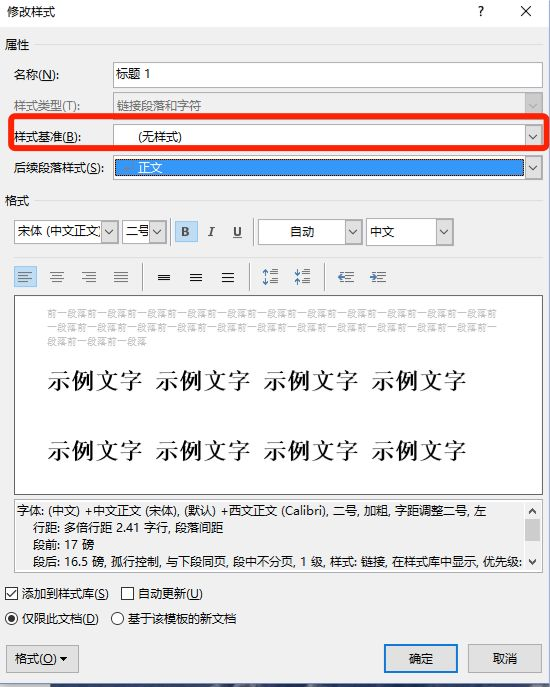 修改样式
?
属性
名称(N): 标题 1
样式类型(T): 链接段落和字符
样式基准(B): (无样式)
后续段落样式(S): 正文
格式
宋体 (中文正文) 二号 B I U 自动 中文
前一段落前一段落前一段落前一段落前一段落前一段落前一段落前一段落前一段落前
一段落前一段落前一段落前一段落前一段落前一段落前一段落前一段落前一段落前一
段落前一段落前一段落
示例文字 示例文字 示例文字 示例文字
示例文字 示例文字 示例文字 示例文字
字体: (中文) +中文正文 (宋体), (默认) +西文正文 (Calibri), 二号, 加粗, 字距调整二号, 左
行距: 多倍行距 2.41 字行, 段落间距
段前: 17 磅
段后: 16.5 磅, 孤行控制, 与下段同页, 段中不分页, 1 级, 样式: 链接, 在样式库中显示, 优先级:
添加到样式库(S) 自动更新(U)
仅限此文档(D) 基于该模板的新文档
格式(O) 确定 取消